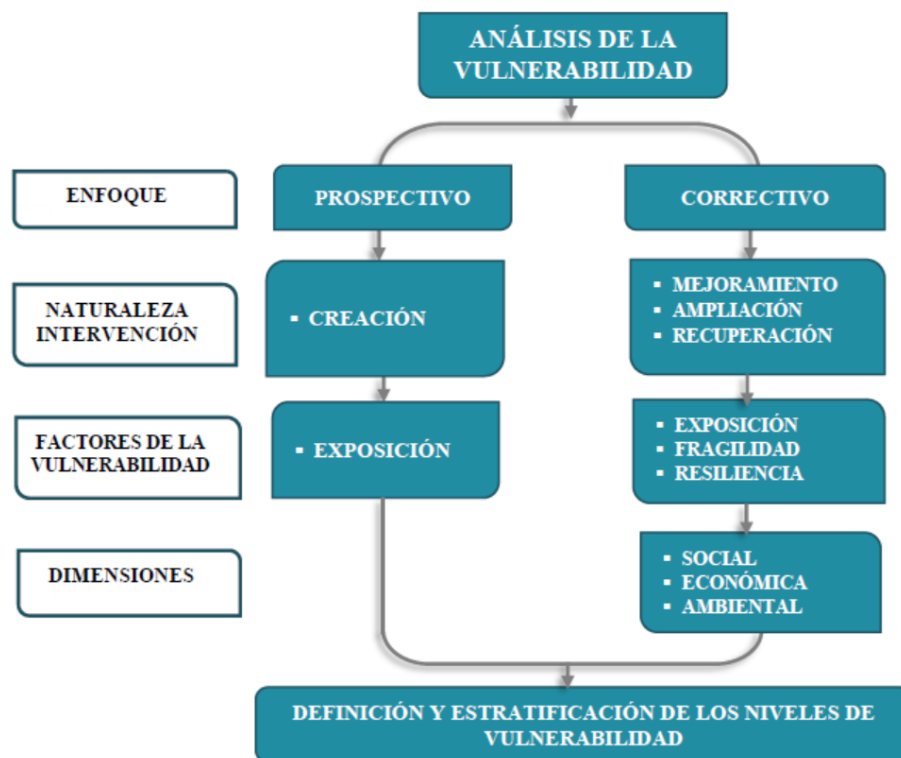 ANÁLISIS DE LA
VULNERABILIDAD
ENFOQUE
PROSPECTIVO
CORRECTIVO
NATURALEZA
INTERVENCIÓN
▪ CREACIÓN
▪ MEJORAMIENTO
▪ AMPLIACIÓN
▪ RECUPERACIÓN
FACTORES DE LA
VULNERABILIDAD
▪ EXPOSICIÓN
▪ EXPOSICIÓN
▪ FRAGILIDAD
▪ RESILIENCIA
DIMENSIONES
▪ SOCIAL
▪ ECONÓMICA
▪ AMBIENTAL
DEFINICIÓN Y ESTRATIFICACIÓN DE LOS NIVELES DE
VULNERABILIDAD